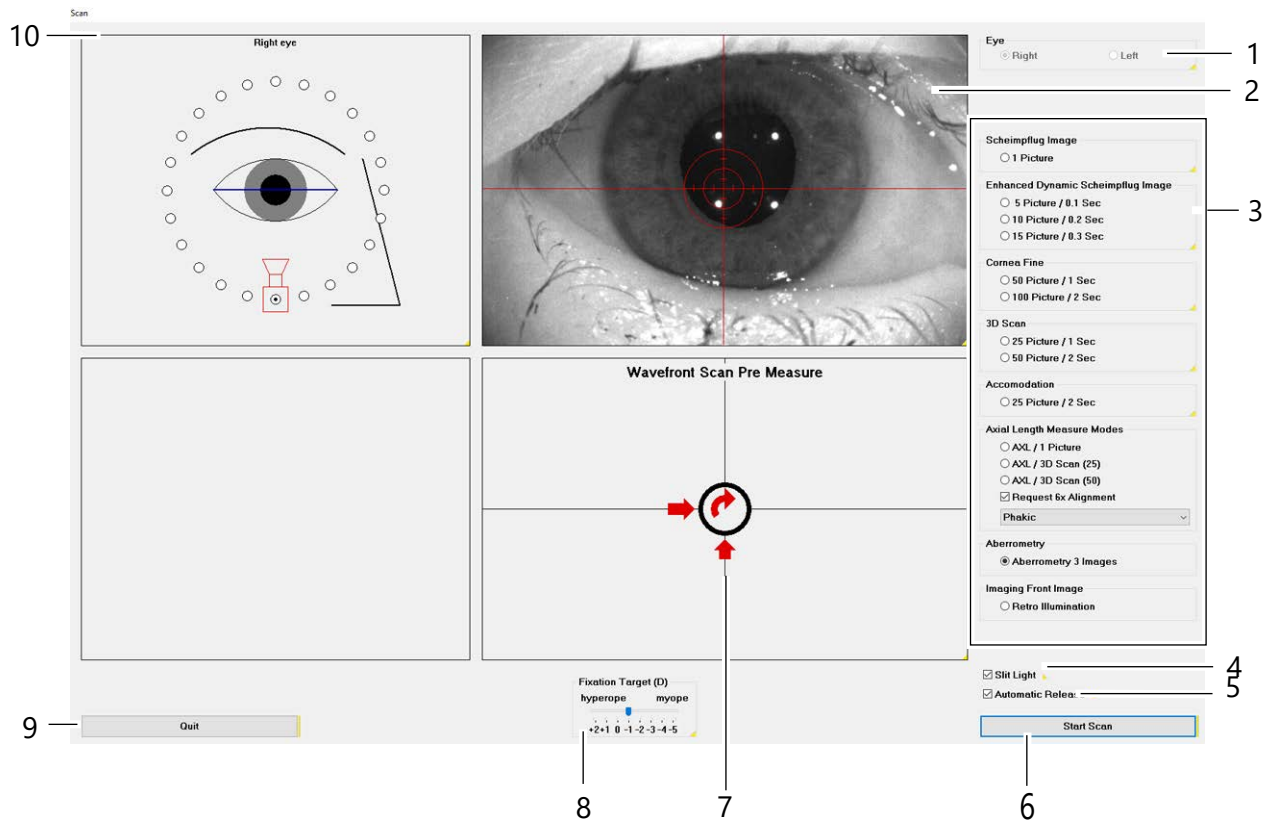 Scan
10
Right eye
Eye
Right
Left
1
2
Scheimpflug Image
1 Picture
Enhanced Dynamic Scheimpflug Image
5 Picture / 0.1 Sec
10 Picture / 0.2 Sec
15 Picture / 0.3 Sec
3
Cornea Fine
50 Picture / 1 Sec
100 Picture / 2 Sec
3D Scan
25 Picture / 1 Sec
50 Picture / 2 Sec
Accomodation
25 Picture / 2 Sec
Axial Length Measure Modes
AXL / 1 Picture
AXL / 3D Scan (25)
AXL / 3D Scan (50)
Request 6x Alignment
Phakic
Aberrometry
Aberrometry 3 Images
Imaging Front Image
Retro Illumination
Wavefront Scan Pre Measure
Slit Light
4
Automatic Release
5
Fixation Target (D)
hyperope myope
+2 +1 0 -1 -2 -3 -4 -5
9
Quit
Start Scan
8
7
6